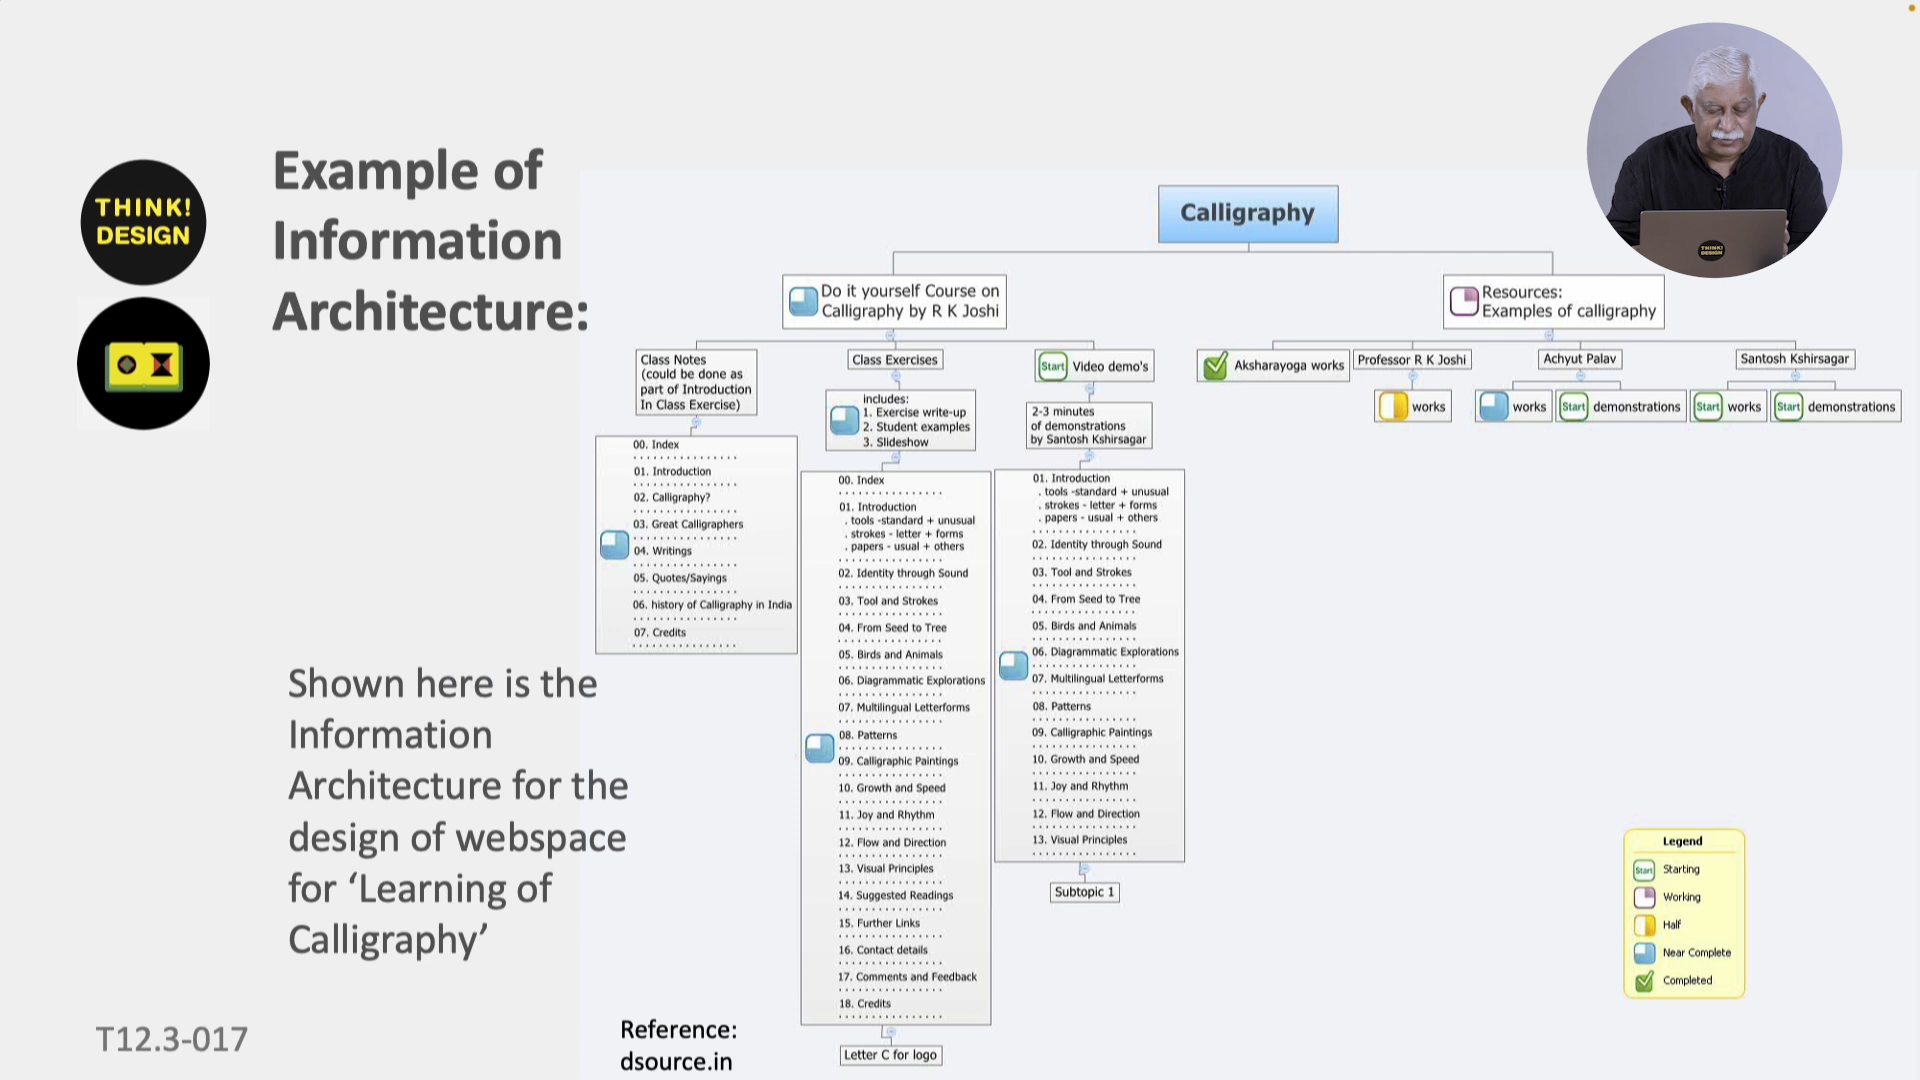 THINK!
DESIGN
Example of
Information
Architecture:
Shown here is the
Information
Architecture for the
design of webspace
for ‘Learning of
Calligraphy’
T12.3-017
Reference:
dsource.in
Calligraphy
Do it yourself Course on
Calligraphy by R K Joshi
Resources:
Examples of calligraphy
Class Notes
(could be done as
part of Introduction
In Class Exercise)
00. Index
01. Introduction
02. Calligraphy?
03. Great Calligraphers
04. Writings
05. Quotes/Sayings
06. history of Calligraphy in India
07. Credits
Class Exercises
includes:
1. Exercise write-up
2. Student examples
3. Slideshow
00. Index
01. Introduction
. tools -standard + unusual
. strokes - letter + forms
. papers - usual + others
02. Identity through Sound
03. Tool and Strokes
04. From Seed to Tree
05. Birds and Animals
06. Diagrammatic Explorations
07. Multilingual Letterforms
08. Patterns
09. Calligraphic Paintings
10. Growth and Speed
11. Joy and Rhythm
12. Flow and Direction
13. Visual Principles
14. Suggested Readings
15. Further Links
16. Contact details
17. Comments and Feedback
18. Credits
Letter C for logo
Start Video demo's
2-3 minutes
of demonstrations
by Santosh Kshirsagar
01. Introduction
. tools -standard + unusual
. strokes - letter + forms
. papers - usual + others
02. Identity through Sound
03. Tool and Strokes
04. From Seed to Tree
05. Birds and Animals
06. Diagrammatic Explorations
07. Multilingual Letterforms
08. Patterns
09. Calligraphic Paintings
10. Growth and Speed
11. Joy and Rhythm
12. Flow and Direction
13. Visual Principles
Subtopic 1
Aksharayoga works
Professor R K Joshi
works
Achyut Palav
works
Start demonstrations
Santosh Kshirsagar
Start works
Start demonstrations
THINK!
DESIGN
Legend
Start Starting
Working
Half
Near Complete
Completed